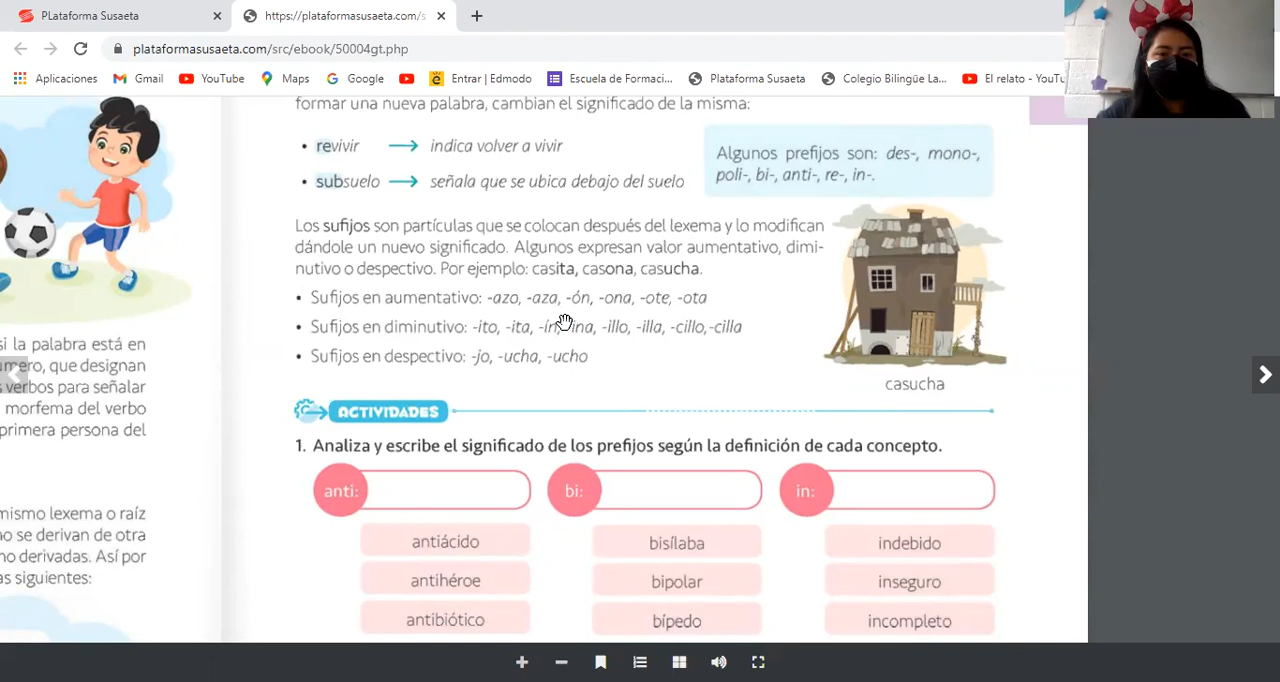 PLataforma Susaeta
https://plataformasusaeta.com/s
plataformasusaeta.com/src/ebook/50004gt.php
Aplicaciones
Gmail
YouTube
Maps
Google
Entrar | Edmodo
Escuela de Formaci...
Plataforma Susaeta
Colegio Bilingüe La...
El relato - YouTu
si la palabra está en
úmero, que designan
s verbos para señalar
morfema del verbo
primera persona del
mismo lexema o raíz
no se derivan de otra
mo derivadas. Así por
as siguientes:
formar una nueva palabra, cambian el significado de la misma:
• revivir → indica volver a vivir
• subsuelo → señala que se ubica debajo del suelo
Algunos prefijos son: des-, mono-,
poli-, bi-, anti-, re-, in-.
Los sufijos son partículas que se colocan después del lexema y lo modifican
dándole un nuevo significado. Algunos expresan valor aumentativo, dimi-
nutivo o despectivo. Por ejemplo: casita, casona, casucha.
• Sufijos en aumentativo: -azo, -aza, -ón, -ona, -ote, -ota
• Sufijos en diminutivo: -ito, -ita, -illo, -illa, -cillo,-cilla
• Sufijos en despectivo: -jo, -ucha, -ucho
casucha
ACTIVIDADES
1. Analiza y escribe el significado de los prefijos según la definición de cada concepto.
anti:
bi:
in:
antiácido
bisílaba
indebido
antihéroe
bipolar
inseguro
antibiótico
bípedo
incompleto